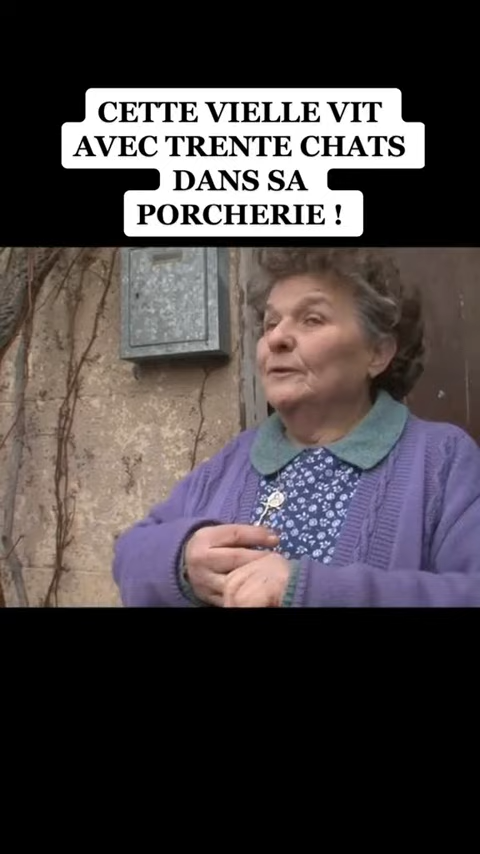 CETTE VIELLE VIT
AVEC TRENTE CHATS
DANS SA
PORCHERIE !